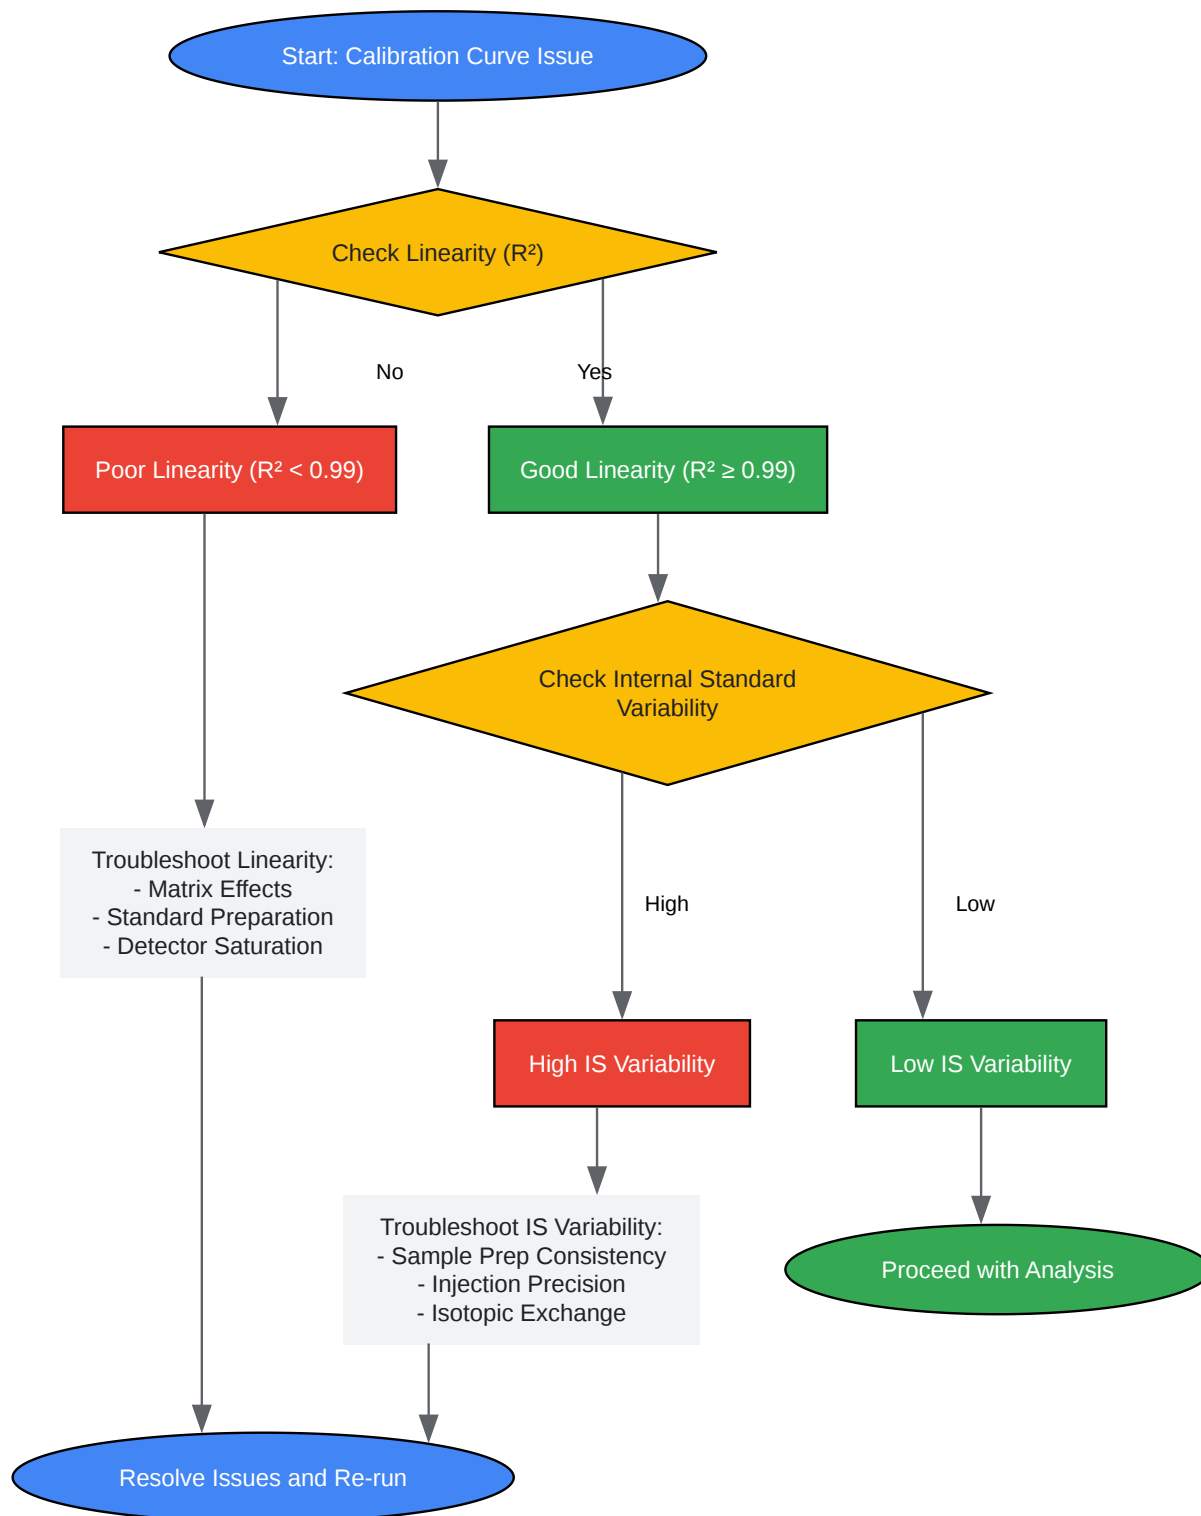 Start: Calibration Curve Issue
Check Linearity (R²)
No
Yes
Poor Linearity (R² < 0.99)
Good Linearity (R² ≥ 0.99)
Check Internal Standard
Variability
Troubleshoot Linearity:
- Matrix Effects
- Standard Preparation
- Detector Saturation
High
Low
High IS Variability
Low IS Variability
Troubleshoot IS Variability:
- Sample Prep Consistency
- Injection Precision
- Isotopic Exchange
Proceed with Analysis
Resolve Issues and Re-run